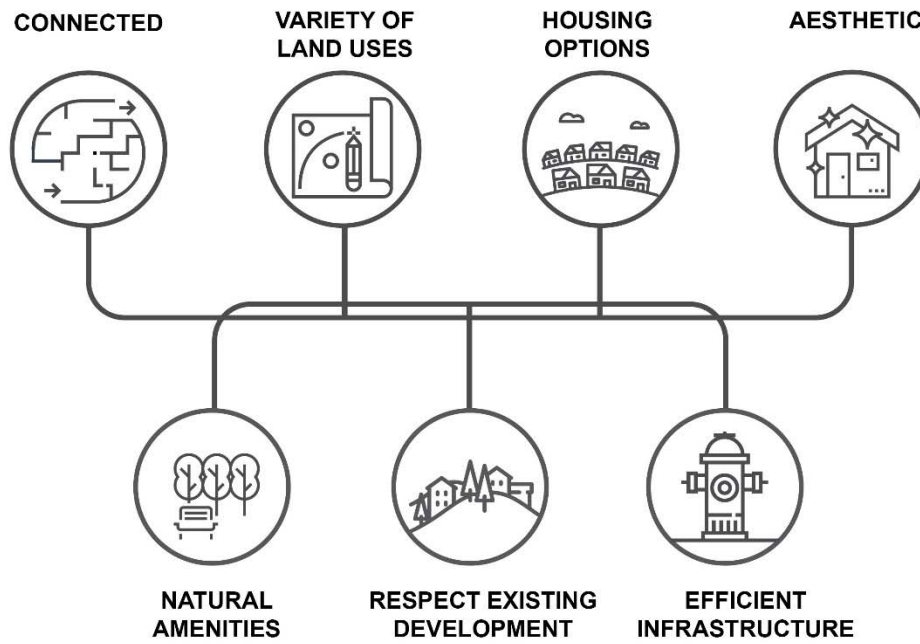 CONNECTED
VARIETY OF
LAND USES
HOUSING
OPTIONS
AESTHETIC
NATURAL
AMENITIES
RESPECT EXISTING
DEVELOPMENT
EFFICIENT
INFRASTRUCTURE